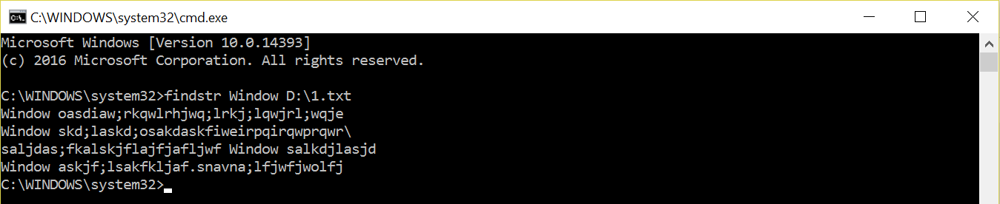 C:\WINDOWS\system32\cmd.exe
Microsoft Windows [Version 10.0.14393]
(c) 2016 Microsoft Corporation. All rights reserved.
C:\WINDOWS\system32>findstr Window D:\1.txt
Window oasdiaw;rkqwlrhjwq;lrkj;lqwjrl;wqje
Window skd;laskd;osakdaskfiweirpqirqwprqwr\
saljdas;fkalskjflajfjafljwf Window salkdjlasjd
Window askjf;lsakfkljaf.snavna;lfjwfjwolfj
C:\WINDOWS\system32>